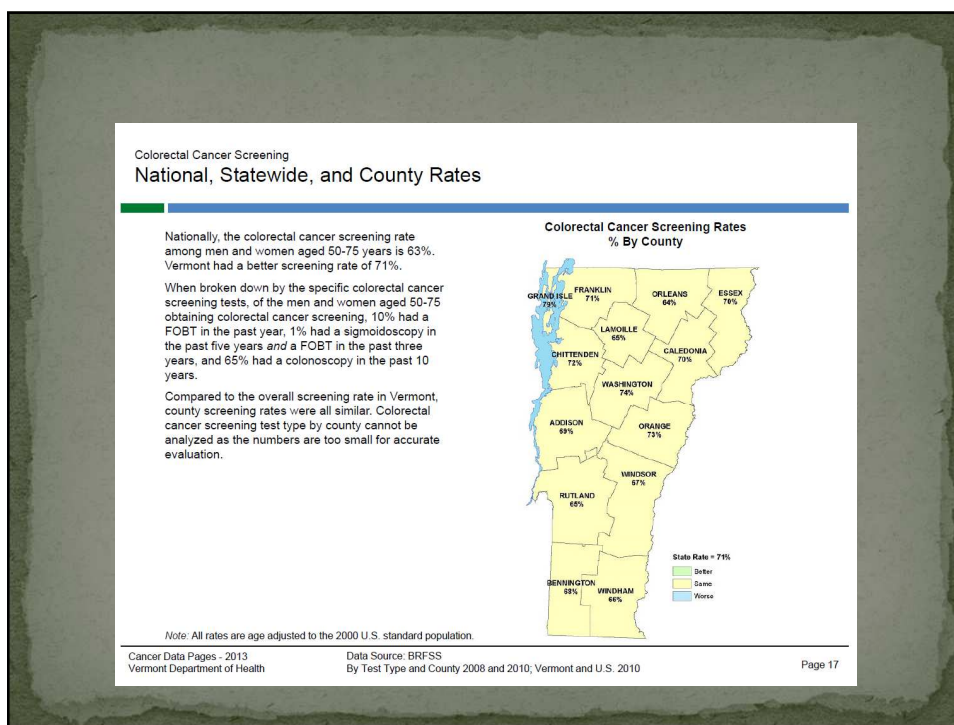 Colorectal Cancer Screening
National, Statewide, and County Rates
Nationally, the colorectal cancer screening rate
among men and women aged 50-75 years is 63%.
Vermont had a better screening rate of 71%.
When broken down by the specific colorectal cancer
screening tests, of the men and women aged 50-75
obtaining colorectal cancer screening, 10% had a
FOBT in the past year, 1% had a sigmoidoscopy in
the past five years and a FOBT in the past three
years, and 65% had a colonoscopy in the past 10
years.
Compared to the overall screening rate in Vermont,
county screening rates were all similar. Colorectal
cancer screening test type by county cannot be
analyzed as the numbers are too small for accurate
evaluation.
Colorectal Cancer Screening Rates
% By County
GRAND ISLE
79%
FRANKLIN
71%
ORLEANS
64%
ESSEX
70%
LAMOILLE
65%
CHITTENDEN
72%
CALEDONIA
70%
WASHINGTON
74%
ADDISON
69%
ORANGE
73%
WINDSOR
67%
RUTLAND
65%
BENNINGTON
68%
WINDHAM
66%
State Rate = 71%
Better
Same
Worse
Note: All rates are age adjusted to the 2000 U.S. standard population.
Cancer Data Pages - 2013
Vermont Department of Health
Data Source: BRFSS
By Test Type and County 2008 and 2010; Vermont and U.S. 2010
Page 17